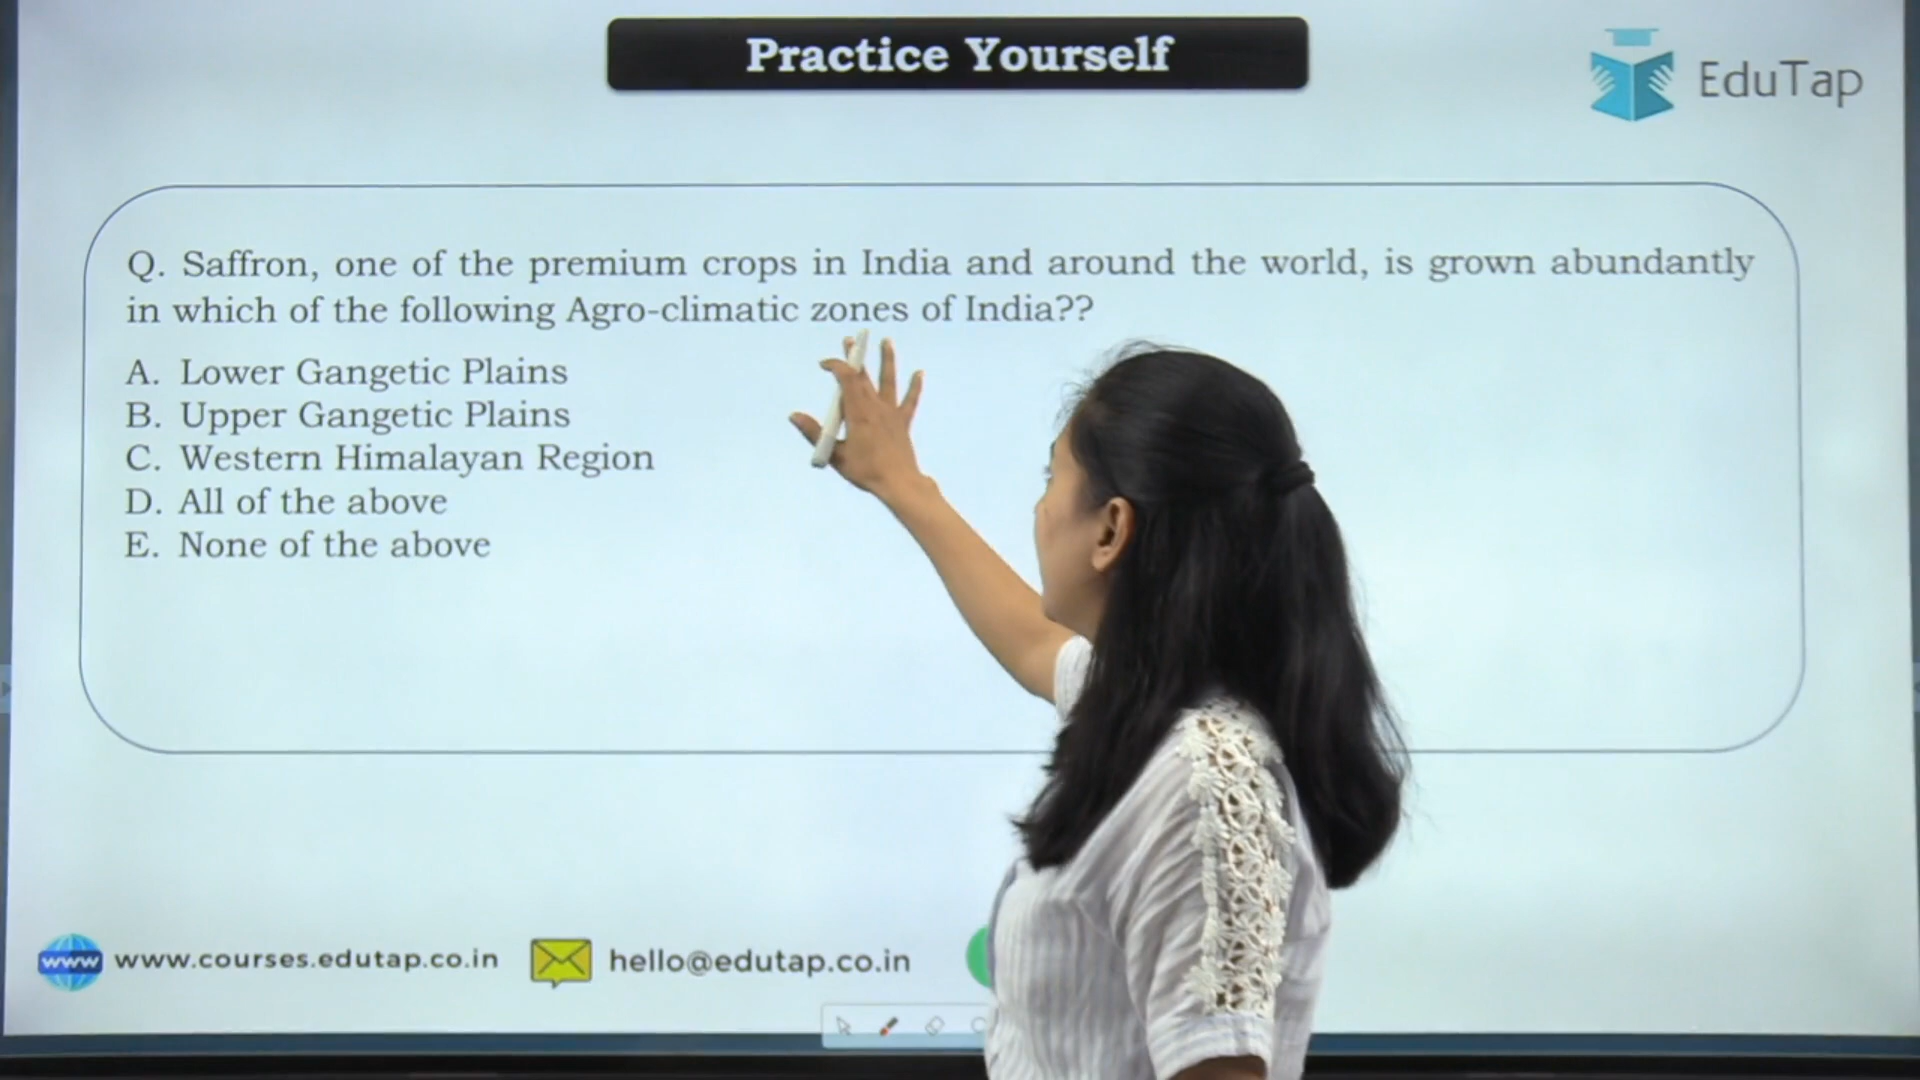 Practice Yourself
EduTap
Q. Saffron, one of the premium crops in India and around the world, is grown abundantly
in which of the following Agro-climatic zones of India??
A. Lower Gangetic Plains
B. Upper Gangetic Plains
C. Western Himalayan Region
D. All of the above
E. None of the above
www www.courses.edutap.co.in hello@edutap.co.in